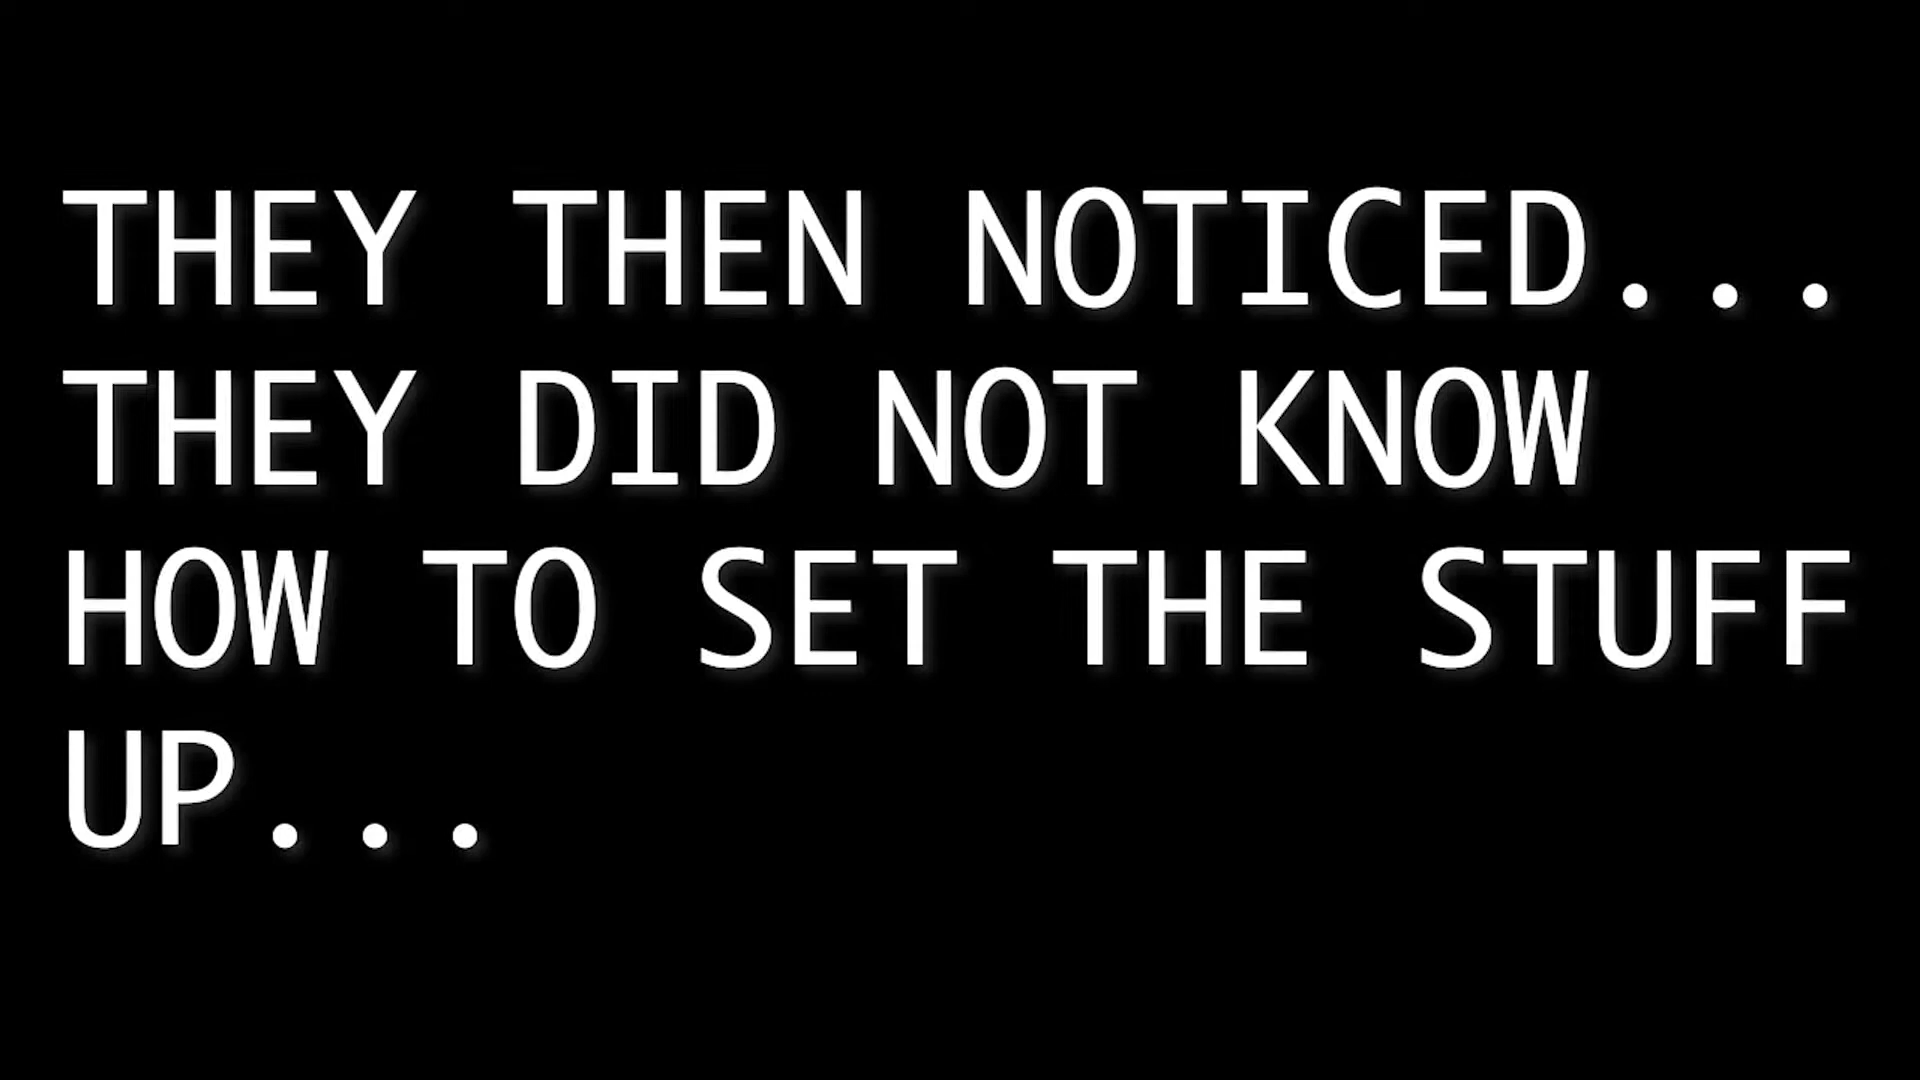 THEY THEN NOTICED...
THEY DID NOT KNOW
HOW TO SET THE STUFF
UP...